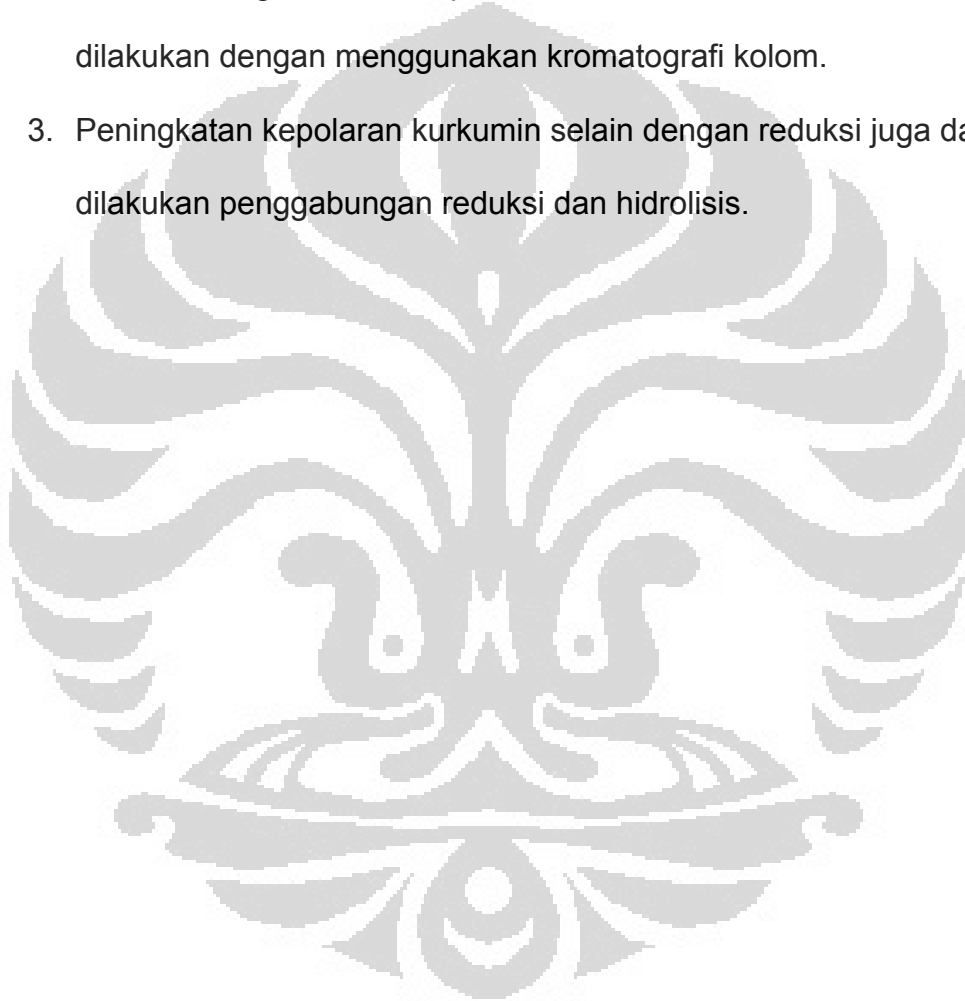 dilakukan dengan menggunakan kromatografi kolom.
3. Peningkatan kepolaran kurkumin selain dengan reduksi juga
dilakukan penggabungan reduksi dan hidrolisis.